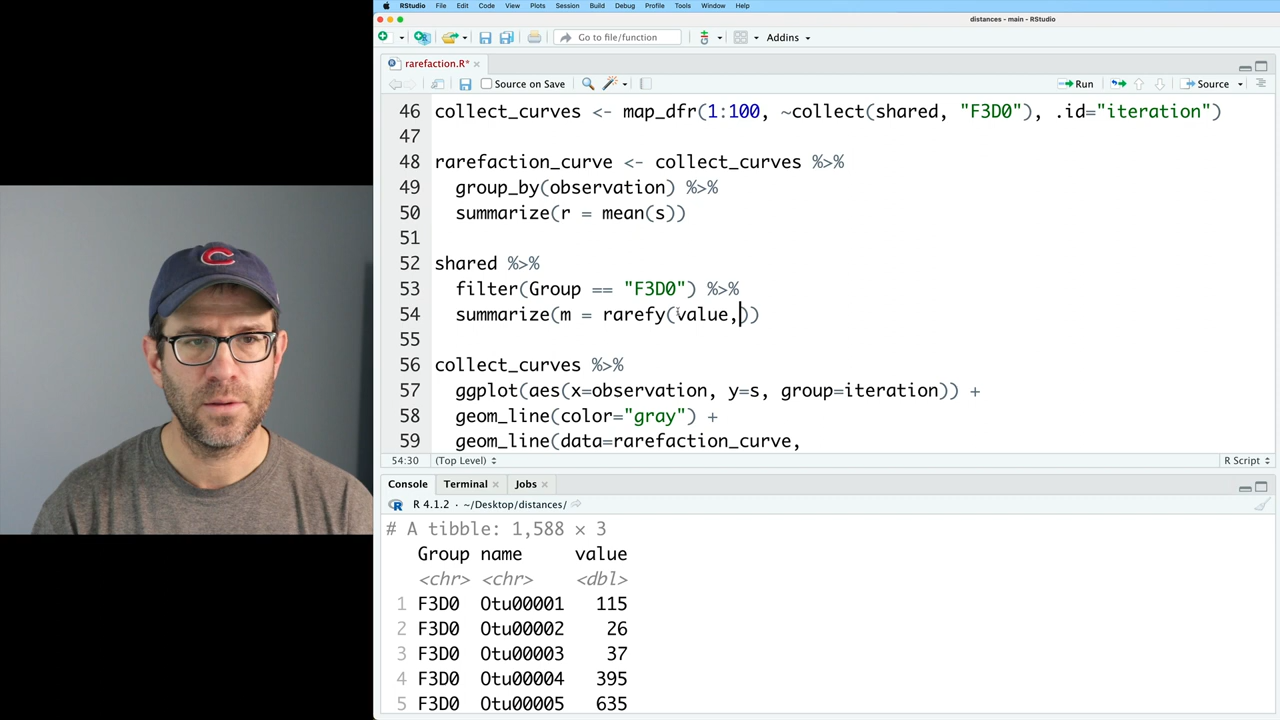 RStudio File Edit Code View Plots Session Build Debug Profile Tools Window Help
distances - main - RStudio
Go to file/function Addins
rarefaction.R*
Source on Save Run Source
46 collect_curves <- map_dfr(1:100, ~collect(shared, "F3D0"), .id="iteration")
47
48 rarefaction_curve <- collect_curves %>%
49 group_by(observation) %>%
50 summarize(r = mean(s))
51
52 shared %>%
53 filter(Group == "F3D0") %>%
54 summarize(m = rarefy(value,))
55
56 collect_curves %>%
57 ggplot(aes(x=observation, y=s, group=iteration)) +
58 geom_line(color="gray") +
59 geom_line(data=rarefaction_curve,
54:30 (Top Level) R Script
Console Terminal Jobs
R 4.1.2 · ~/Desktop/distances/
# A tibble: 1,588 × 3
Group name value
<chr> <chr> <dbl>
1 F3D0 Otu00001 115
2 F3D0 Otu00002 26
3 F3D0 Otu00003 37
4 F3D0 Otu00004 395
5 F3D0 Otu00005 635